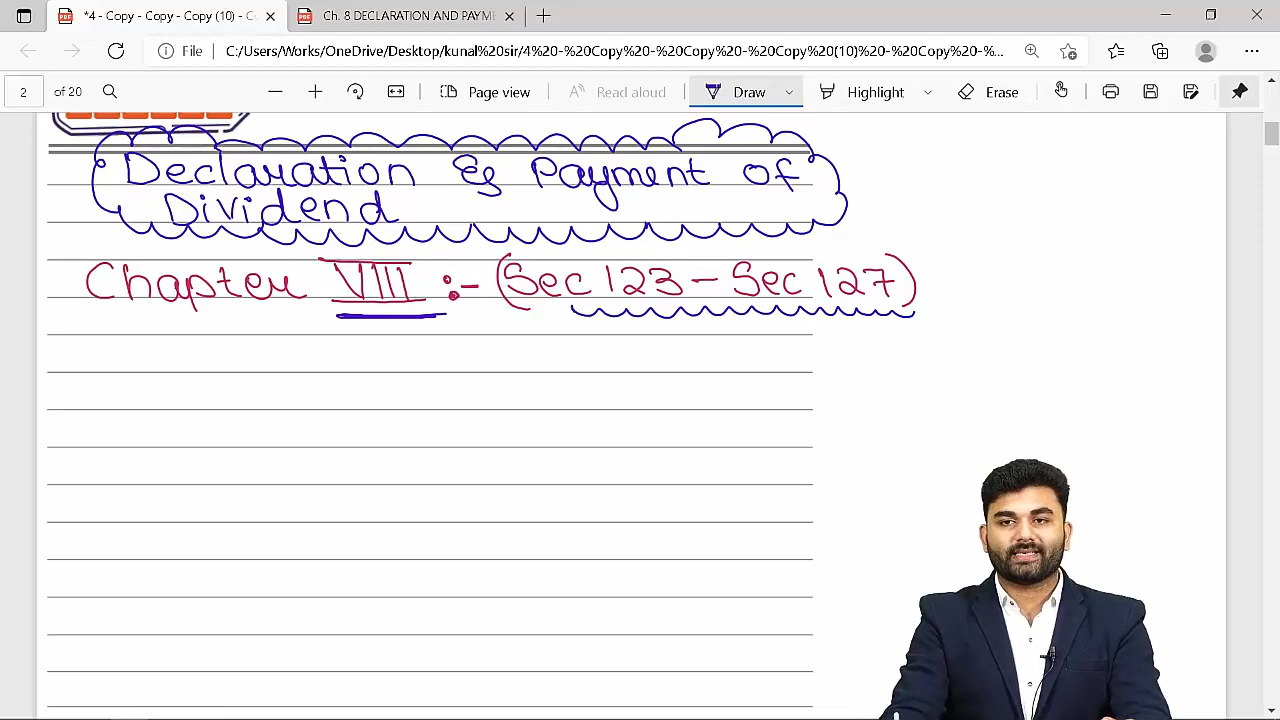 *4 - Copy - Copy - Copy (10) - Co
Ch. 8 DECLARATION AND PAYME
File
C:/Users/Works/OneDrive/Desktop/kunal%20sir/4%20-%20Copy%20-%20Copy%20-%20Copy%20(10)%20-%20Copy%20-%...
2 of 20
Page view
Read aloud
Draw
Highlight
Erase
Declaration & Payment of
Dividend
Chapter VIII :- (Sec 123 - Sec 127)